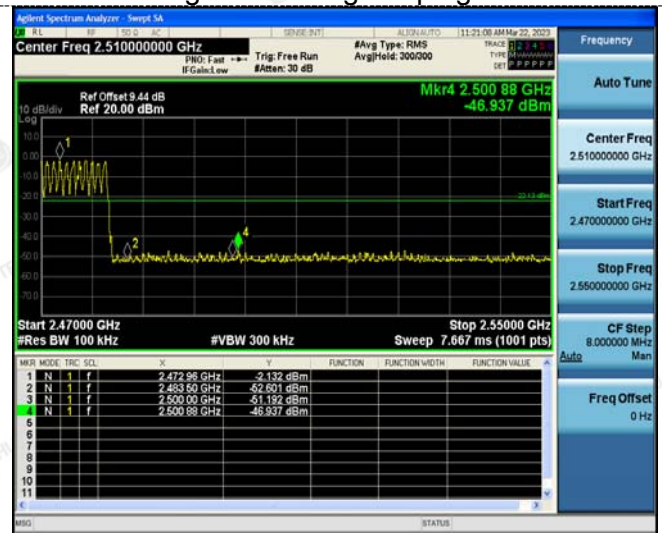 Agilent Spectrum Analyzer - Swept SA
RL RF 50 Ω AC SENSE:INT ALIGNAUTO 11:21:08 AM Mar 22, 2023
Center Freq 2.510000000 GHz
PNO: Fast
IFGain:Low
Trig: Free Run
#Atten: 30 dB
#Avg Type: RMS
Avg|Hold: 300/300
TRACE 1 2 3 4 5 6
TYPE
DET P P P P P P
Frequency
Mkr4 2.500 88 GHz
-46.937 dBm
Ref Offset 9.44 dB
10 dB/div Ref 20.00 dBm
Log
10.0
0.00
-10.0
-20.0
-30.0
-40.0
-50.0
-60.0
-70.0
1
2
4
Start 2.47000 GHz Stop 2.55000 GHz
#Res BW 100 kHz #VBW 300 kHz Sweep 7.667 ms (1001 pts)
MKR MODE TRC SCL X Y FUNCTION FUNCTION WIDTH FUNCTION VALUE
1 N 1 f 2.472 96 GHz -2.132 dBm
2 N 1 f 2.483 50 GHz -52.601 dBm
3 N 1 f 2.500 00 GHz -51.192 dBm
4 N 1 f 2.500 88 GHz -46.937 dBm
5
6
7
8
9
10
11
MSG STATUS
Auto Tune
Center Freq
2.510000000 GHz
Start Freq
2.470000000 GHz
Stop Freq
2.550000000 GHz
CF Step
8.000000 MHz
Auto Man
Freq Offset
0 Hz